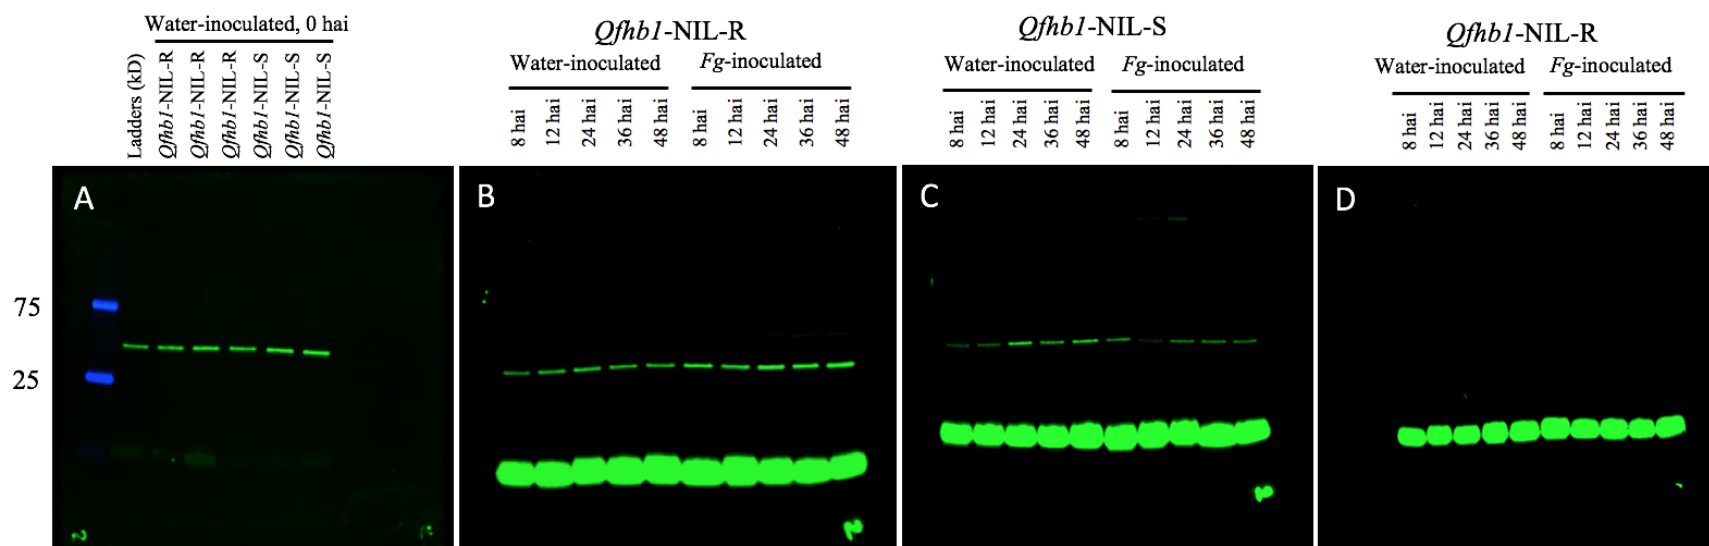 Water-inoculated, 0 hai
Ladders (kD)
Qfhb1-NIL-R
Qfhb1-NIL-R
Qfhb1-NIL-R
Qfhb1-NIL-S
Qfhb1-NIL-S
Qfhb1-NIL-S
A
75
25
Qfhb1-NIL-R
Water-inoculated
Fg-inoculated
8 hai
12 hai
24 hai
36 hai
48 hai
8 hai
12 hai
24 hai
36 hai
48 hai
B
Qfhb1-NIL-S
Water-inoculated
Fg-inoculated
8 hai
12 hai
24 hai
36 hai
48 hai
8 hai
12 hai
24 hai
36 hai
48 hai
C
Qfhb1-NIL-R
Water-inoculated
Fg-inoculated
8 hai
12 hai
24 hai
36 hai
48 hai
8 hai
12 hai
24 hai
36 hai
48 hai
D